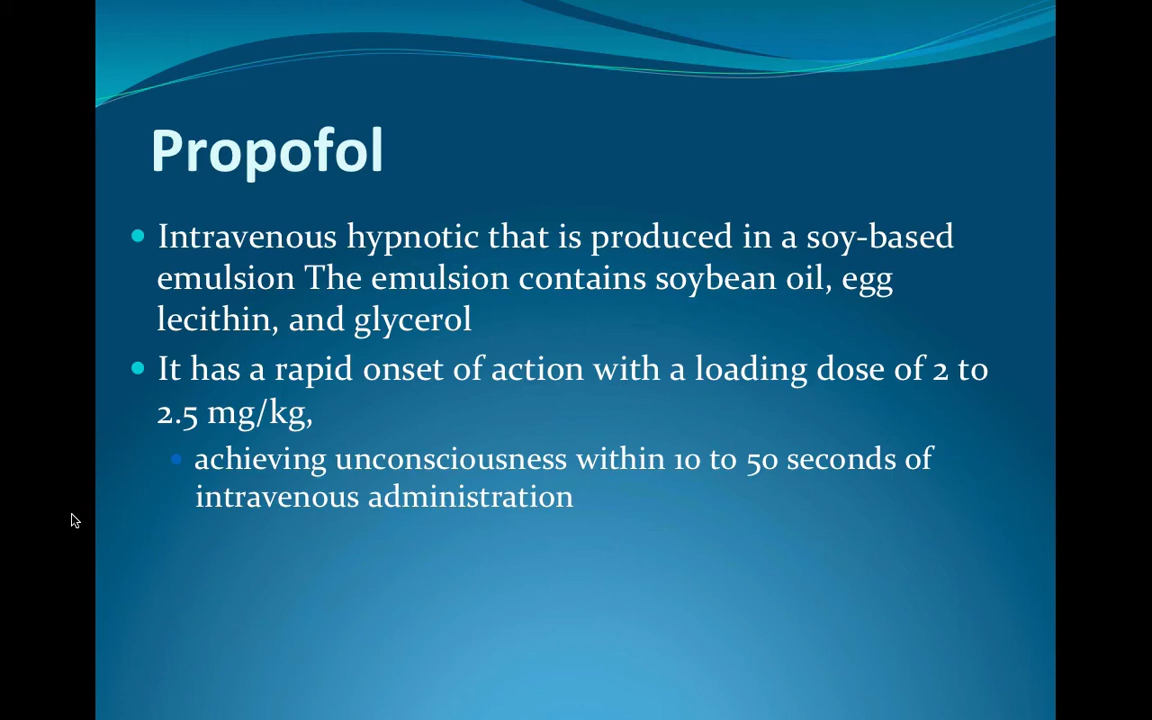 Propofol
Intravenous hypnotic that is produced in a soy-based
emulsion The emulsion contains soybean oil, egg
lecithin, and glycerol
It has a rapid onset of action with a loading dose of 2 to
2.5 mg/kg,
achieving unconsciousness within 10 to 50 seconds of
intravenous administration